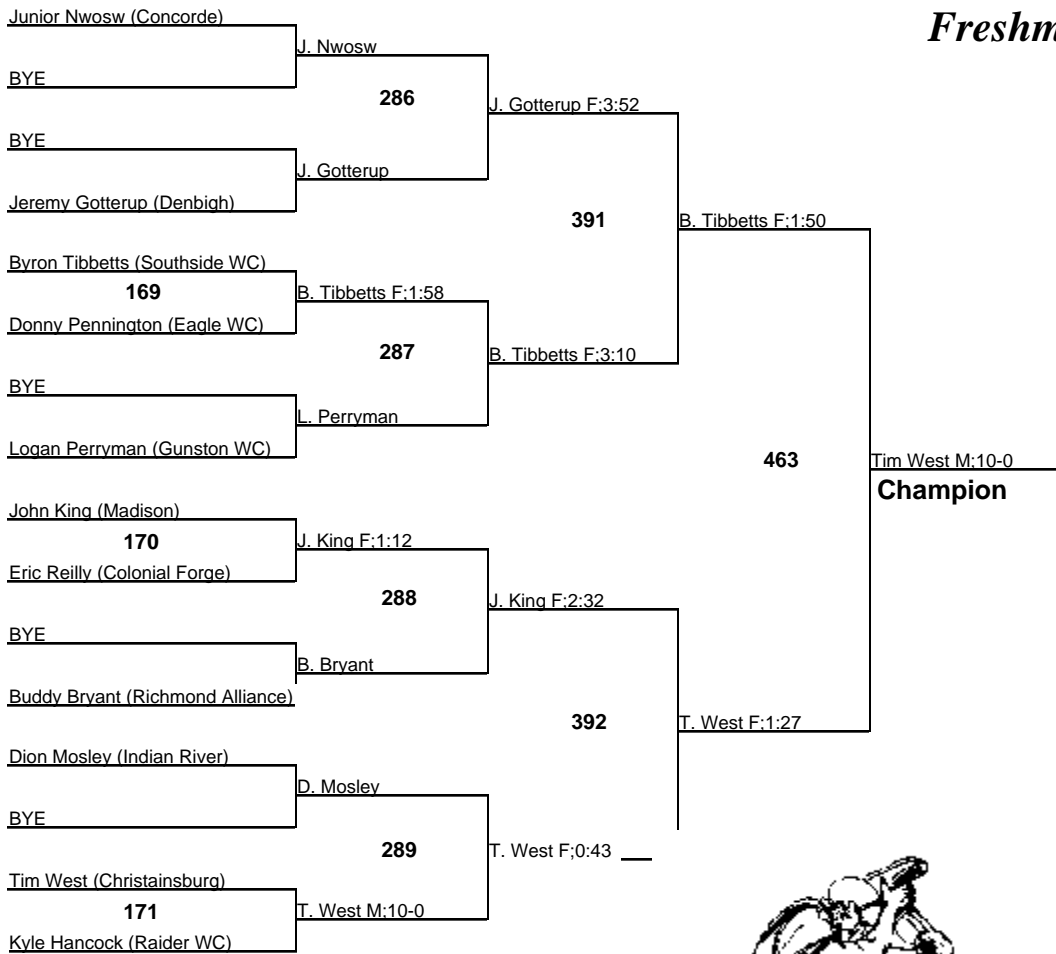 Junior Nwosw (Concorde)
Freshm
J. Nwosw
BYE
286
J. Gotterup F;3:52
BYE
J. Gotterup
Jeremy Gotterup (Denbigh)
391
B. Tibbetts F;1:50
Byron Tibbetts (Southside WC)
169
B. Tibbetts F;1:58
Donny Pennington (Eagle WC)
287
B. Tibbetts F;3:10
BYE
L. Perryman
Logan Perryman (Gunston WC)
463
Tim West M;10-0
Champion
John King (Madison)
170
J. King F;1:12
Eric Reilly (Colonial Forge)
288
J. King F;2:32
BYE
B. Bryant
Buddy Bryant (Richmond Alliance)
392
T. West F;1:27
Dion Mosley (Indian River)
D. Mosley
BYE
289
T. West F;0:43
Tim West (Christainsburg)
171
T. West M;10-0
Kyle Hancock (Raider WC)